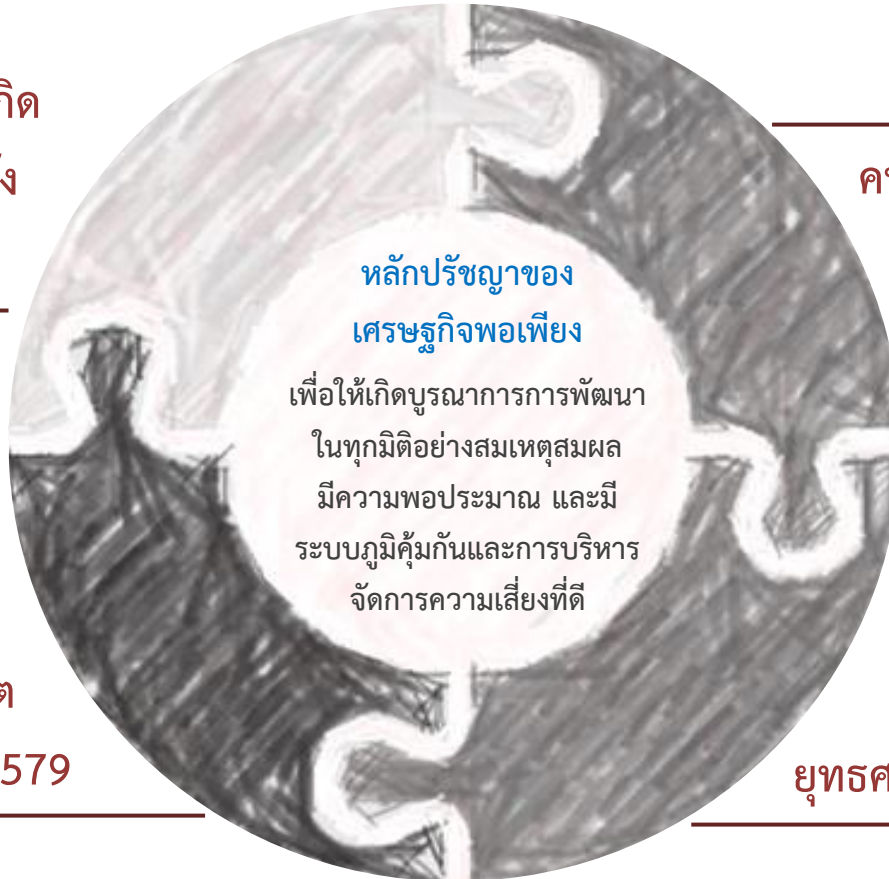 หลักปรัชญาของ
เศรษฐกิจพอเพียง
เพื่อให้เกิดบูรณาการการพัฒนา
ในทุกมิติอย่างสมเหตุสมผล
มีความพอประมาณ และมี
ระบบภูมิคุ้มกันและการบริหาร
จัดการความเสี่ยงที่ดี
579